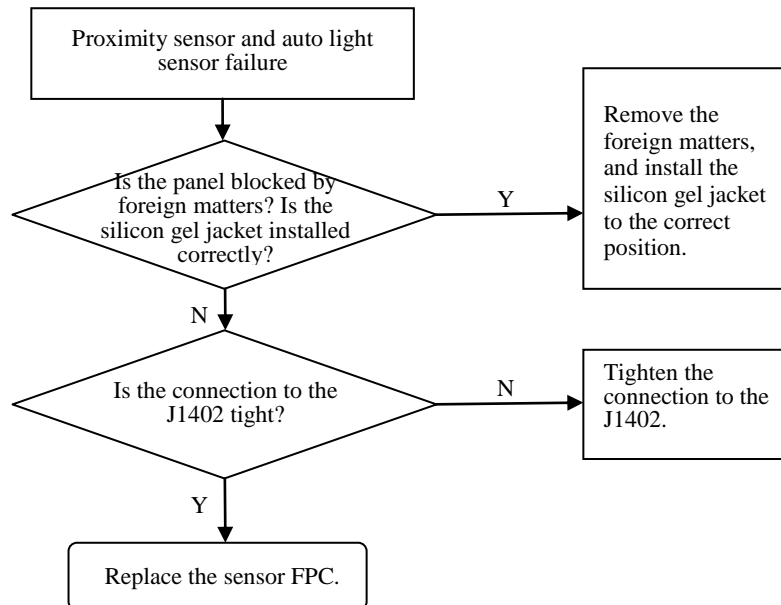 Proximity sensor and auto light
sensor failure
Is the panel blocked by
foreign matters? Is the
silicon gel jacket installed
correctly?
Y
Remove the
foreign matters,
and install the
silicon gel jacket
to the correct
position.
N
Is the connection to the
J1402 tight?
N
Tighten the
connection to the
J1402.
Y
Replace the sensor FPC.